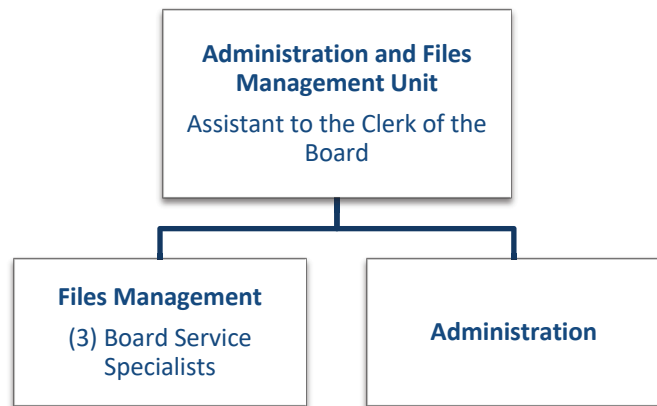 Administration and Files
Management Unit
Assistant to the Clerk of the
Board
Files Management
(3) Board Service
Specialists
Administration